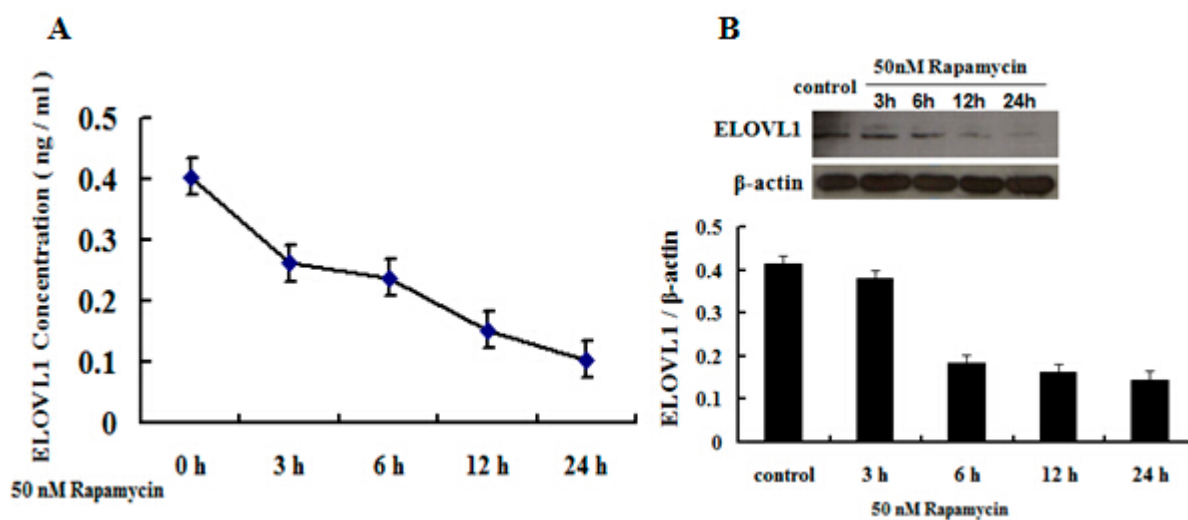 A
ELOVL1 Concentration ( ng / ml )
0.5
0.4
0.3
0.2
0.1
0
0 h 3 h 6 h 12 h 24 h
50 nM Rapamycin
B
50nM Rapamycin
control 3h 6h 12h 24h
ELOVL1
β-actin
ELOVL1 / β-actin
0.5
0.4
0.3
0.2
0.1
0
control 3 h 6 h 12 h 24 h
50 nM Rapamycin